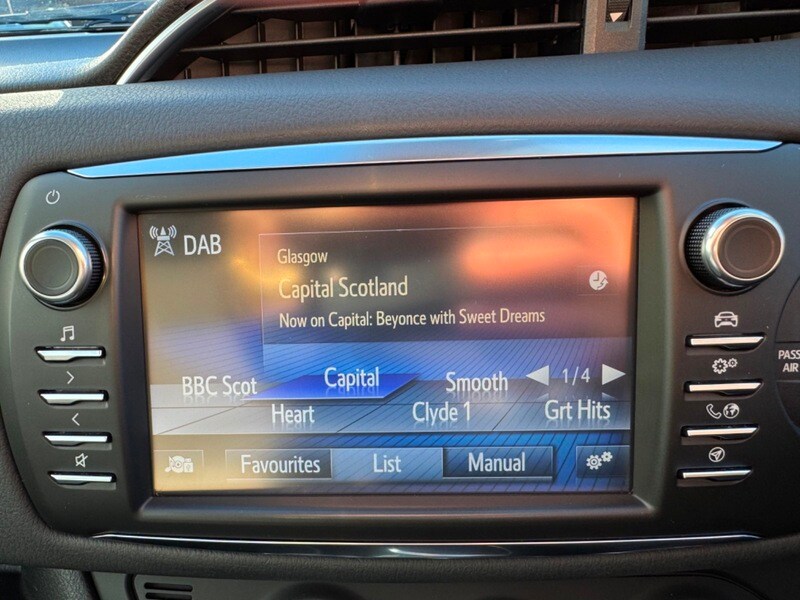 DAB
Glasgow
Capital Scotland
Now on Capital: Beyonce with Sweet Dreams
BBC Scot Capital Smooth 1/4
Heart Clyde 1 Grt Hits
Favourites List Manual
PASS
AIR